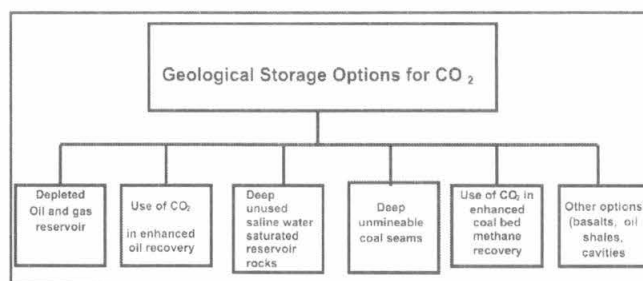 Geological Storage Options for CO₂
Depleted
Oil and gas
reservoir
Use of CO₂
in enhanced
oil recovery
Deep
unused
saline water
saturated
reservoir
rocks
Deep
unmineable
coal seams
Use of CO₂ in
enhanced
coal bed
methane
recovery
Other options
(basalts, oil
shales,
cavities